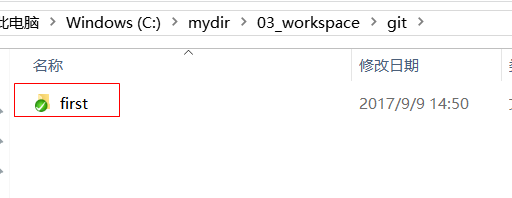 此电脑 > Windows (C:) > mydir > 03_workspace > git >
名称 修改日期
first 2017/9/9 14:50